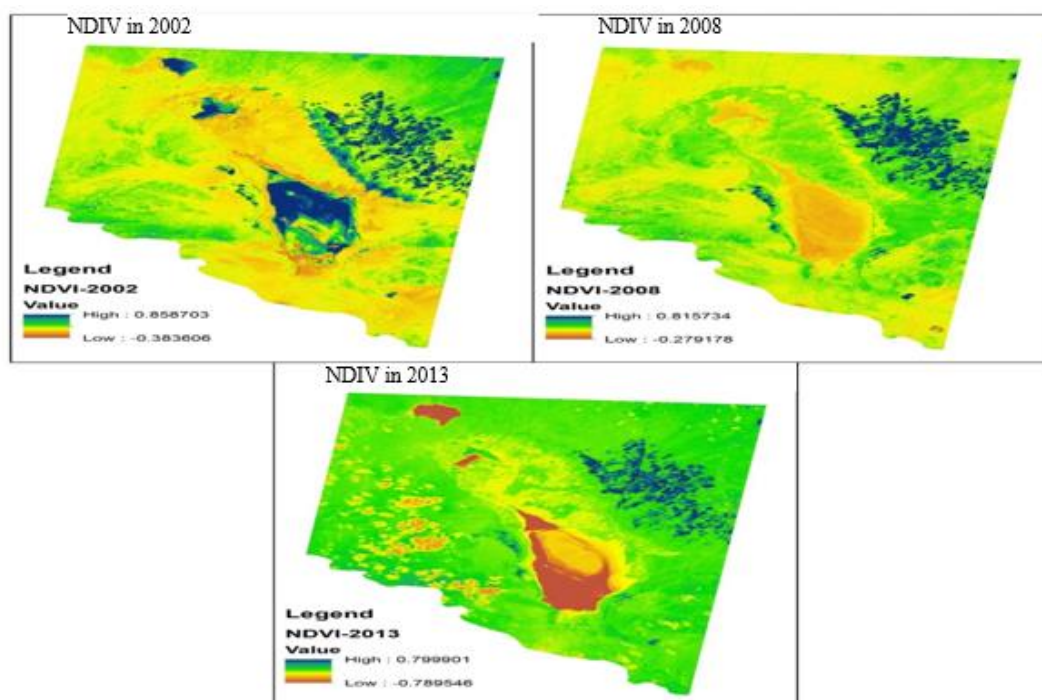 NDIV in 2002
Legend
NDVI-2002
Value
High : 0.858703
Low : -0.383606
NDIV in 2008
Legend
NDVI-2008
Value
High : 0.815734
Low : -0.279178
NDIV in 2013
Legend
NDVI-2013
Value
High : 0.799901
Low : -0.789546